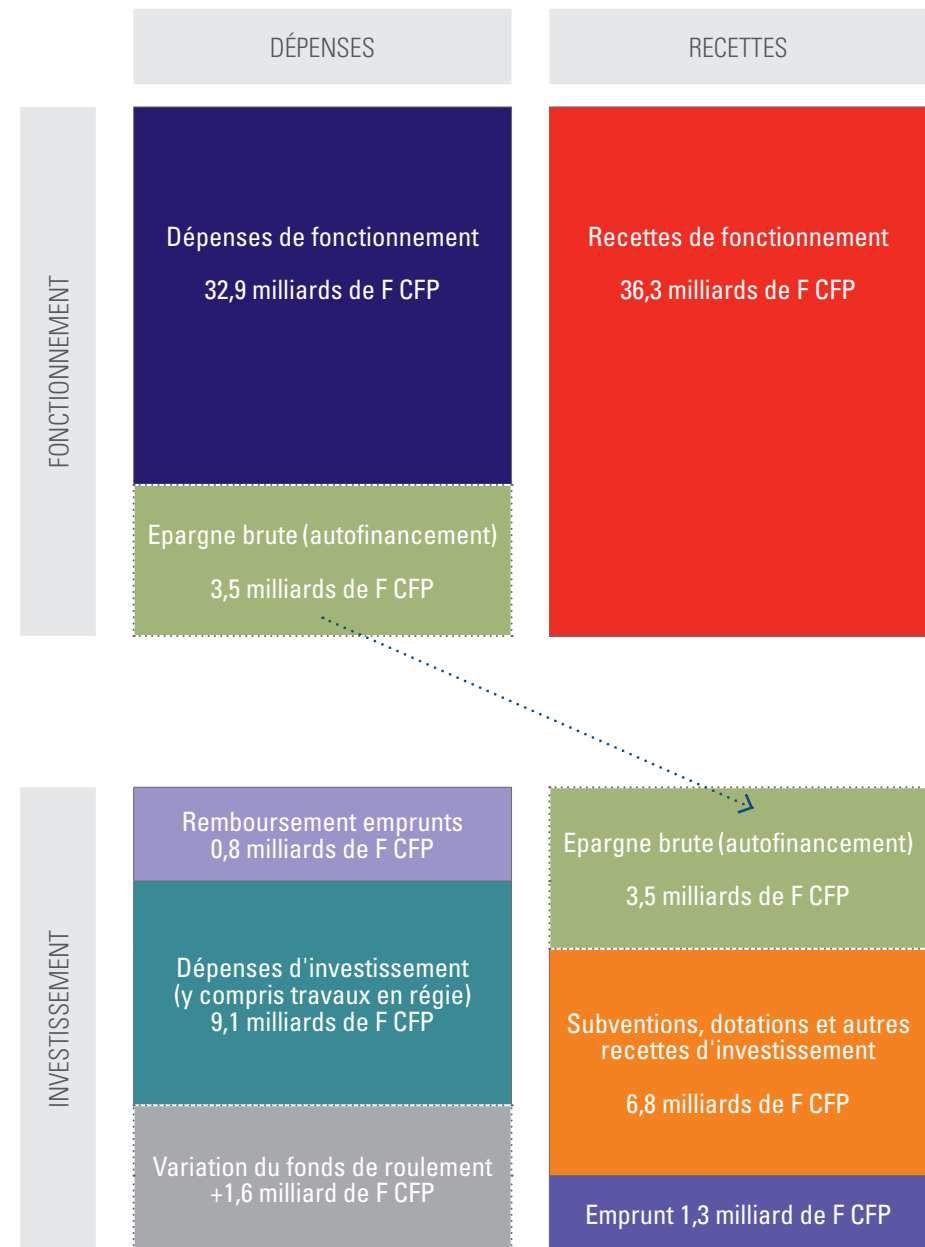 DÉPENSES
RECETTES
FONCTIONNEMENT
Dépenses de fonctionnement
32,9 milliards de F CFP
Recettes de fonctionnement
36,3 milliards de F CFP
Epargne brute (autofinancement)
3,5 milliards de F CFP
INVESTISSEMENT
Remboursement emprunts
0,8 milliards de F CFP
Dépenses d'investissement
(y compris travaux en régie)
9,1 milliards de F CFP
Variation du fonds de roulement
+1,6 milliard de F CFP
Epargne brute (autofinancement)
3,5 milliards de F CFP
Subventions, dotations et autres
recettes d'investissement
6,8 milliards de F CFP
Emprunt 1,3 milliard de F CFP